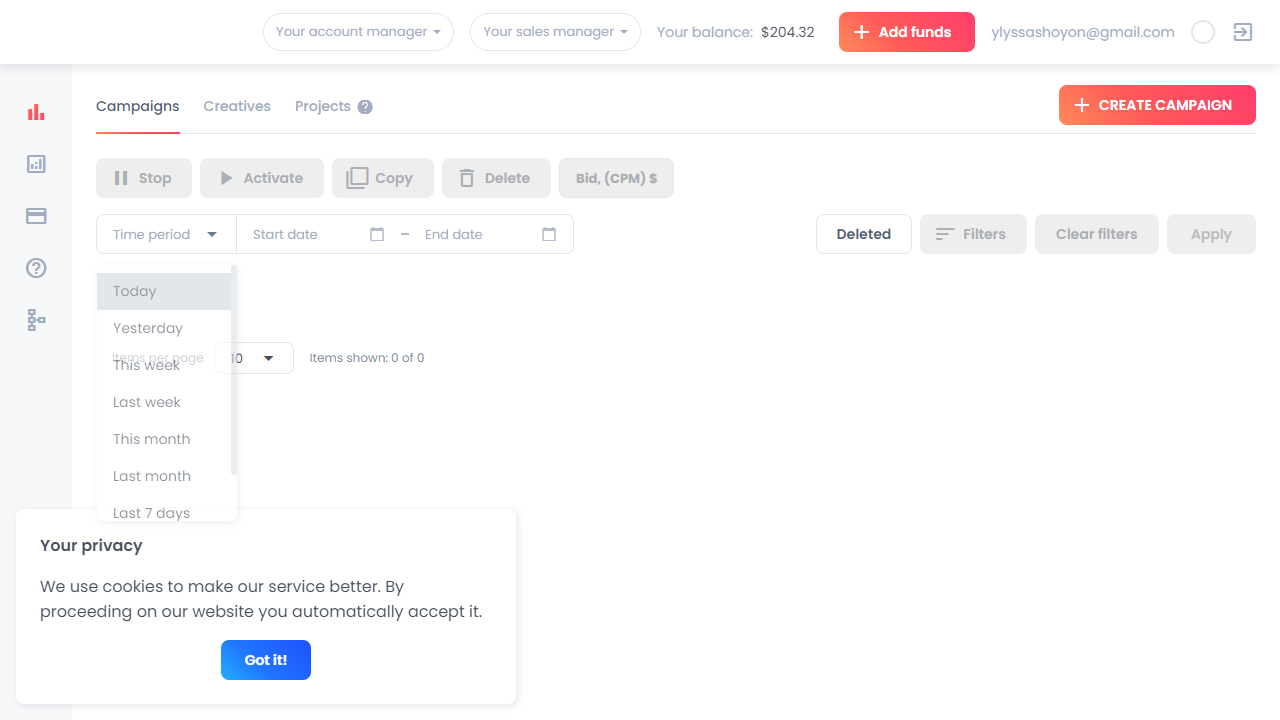 Your account manager
Your sales manager
Your balance: $204.32
Add funds
ylyssashoyon@gmail.com
Campaigns
Creatives
Projects
CREATE CAMPAIGN
Stop
Activate
Copy
Delete
Bid, (CPM) $
Time period
Start date
–
End date
Deleted
Filters
Clear filters
Apply
Today
Yesterday
Items per page
10
Items shown: 0 of 0
This week
Last week
This month
Last month
Last 7 days
Your privacy
We use cookies to make our service better. By
proceeding on our website you automatically accept it.
Got it!